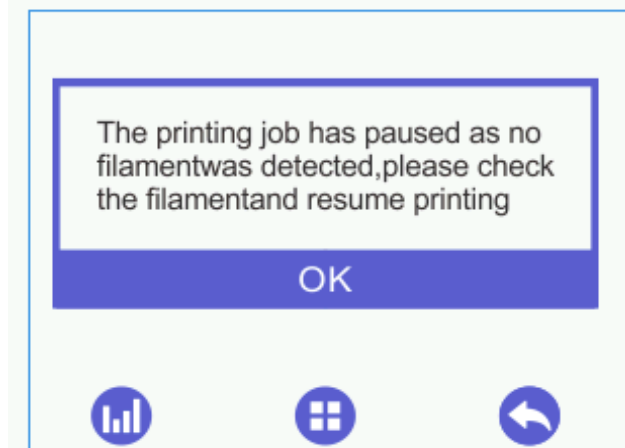 The printing job has paused as no
filamentwas detected,please check
the filamentand resume printing
OK